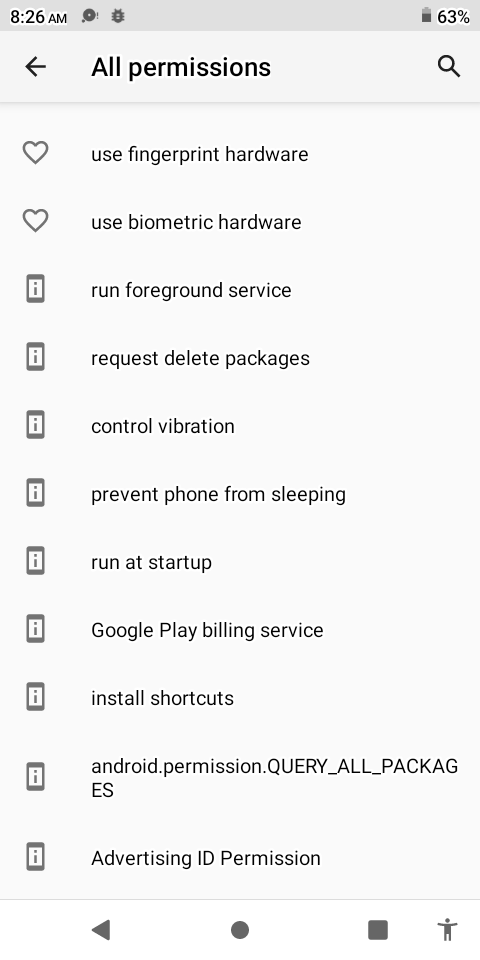 8:26 AM 63%
All permissions
use fingerprint hardware
use biometric hardware
run foreground service
request delete packages
control vibration
prevent phone from sleeping
run at startup
Google Play billing service
install shortcuts
android.permission.QUERY_ALL_PACKAG
ES
Advertising ID Permission